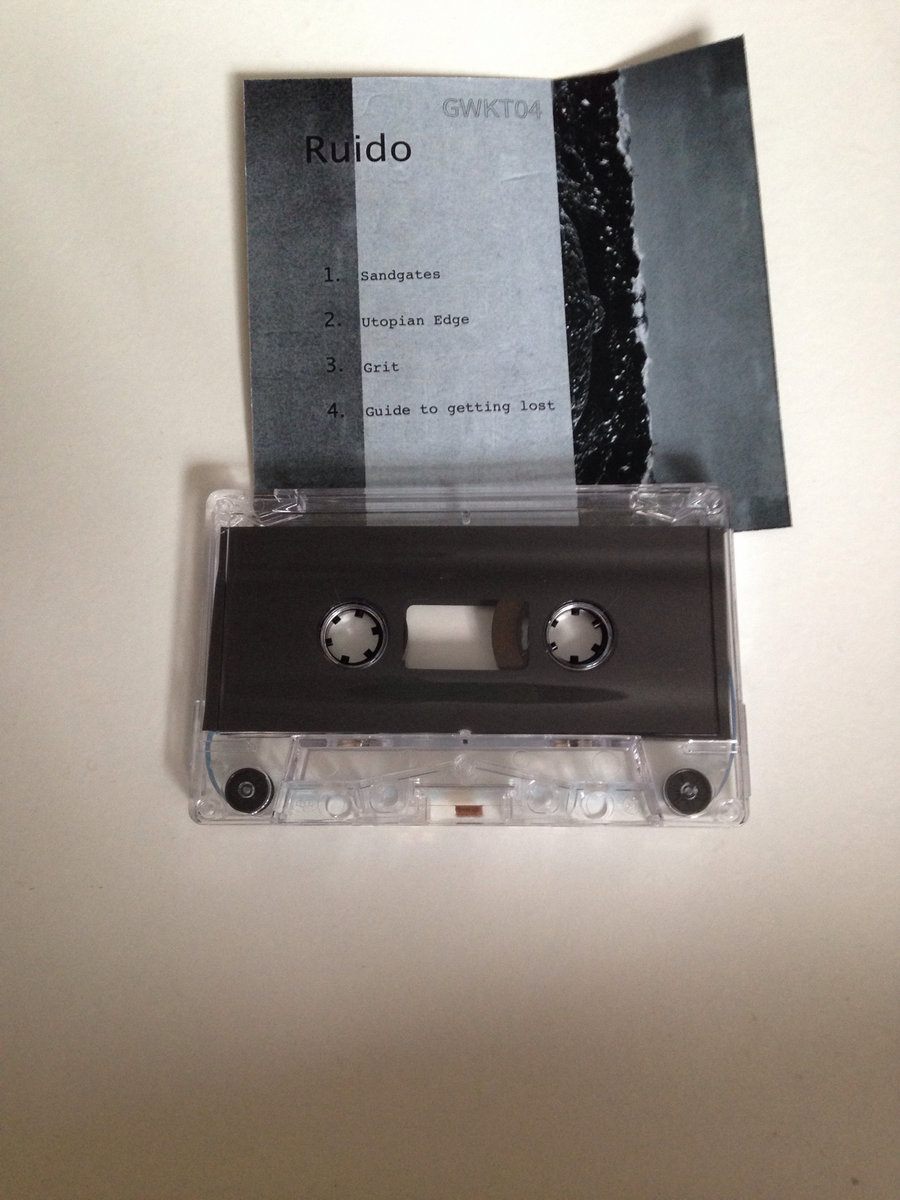 GWKT04
Ruido
1. Sandgates
2. Utopian Edge
3. Grit
4. Guide to getting lost